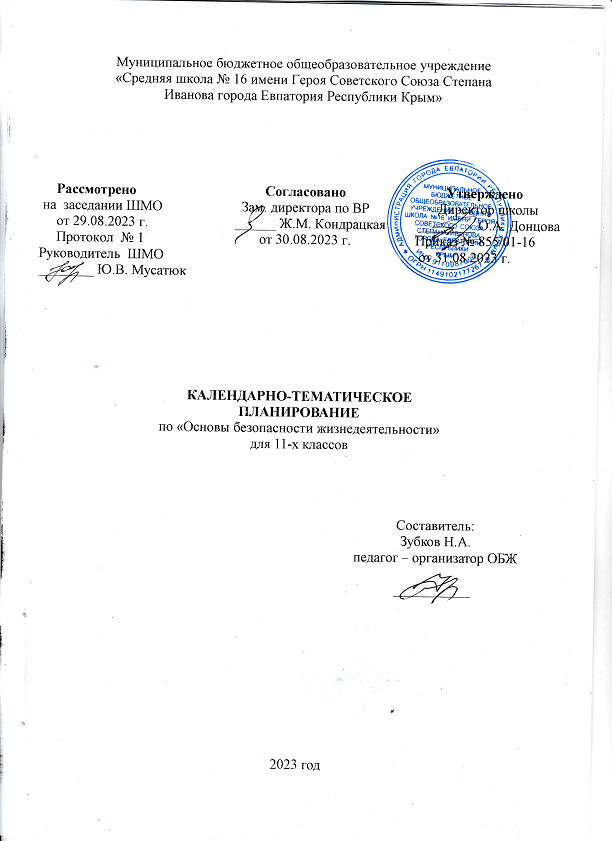 Муниципальное бюджетное общеобразовательное учреждение
«Средняя школа № 16 имени Героя Советского Союза Степана
Иванова города Евпатория Республики Крым»
Рассмотрено
на заседании ШМО
от 29.08.2023 г.
Протокол № 1
Руководитель ШМО
Ю.В. Мусатюк
Согласовано
Зам. директора по ВР
Ж.М. Кондрацкая
от 30.08.2023 г.
Утверждено
Директор школы
О.А. Донцова
Приказ № 855/01-16
от 31.08.2023 г.
МУНИЦИПАЛЬНОЕ
БЮДЖЕТНОЕ
ОБЩЕОБРАЗОВАТЕЛЬНОЕ
КАЛЕНДАРНО-ТЕМАТИЧЕСКОЕ
ПЛАНИРОВАНИЕ
по «Основы безопасности жизнедеятельности»
для 11-х классов
Составитель:
Зубков Н.А.
педагог – организатор ОБЖ
2023 год